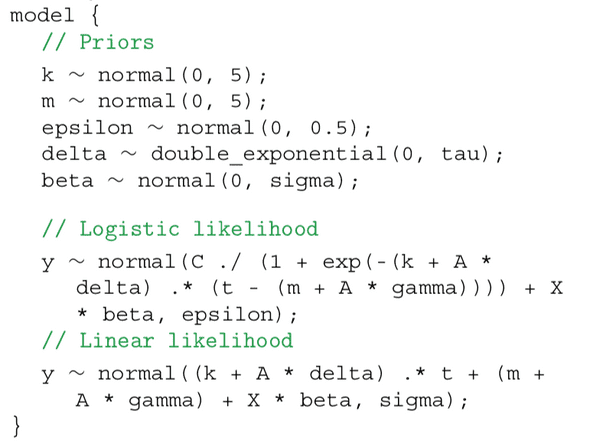 model {
// Priors
k ∼ normal(0, 5);
m ∼ normal(0, 5);
epsilon ∼ normal(0, 0.5);
delta ∼ double_exponential(0, tau);
beta ∼ normal(0, sigma);
// Logistic likelihood
y ∼ normal(C ./ (1 + exp(-(k + A *
delta) .* (t - (m + A * gamma)))) + X
* beta, epsilon);
// Linear likelihood
y ∼ normal((k + A * delta) .* t + (m +
A * gamma) + X * beta, sigma);
}